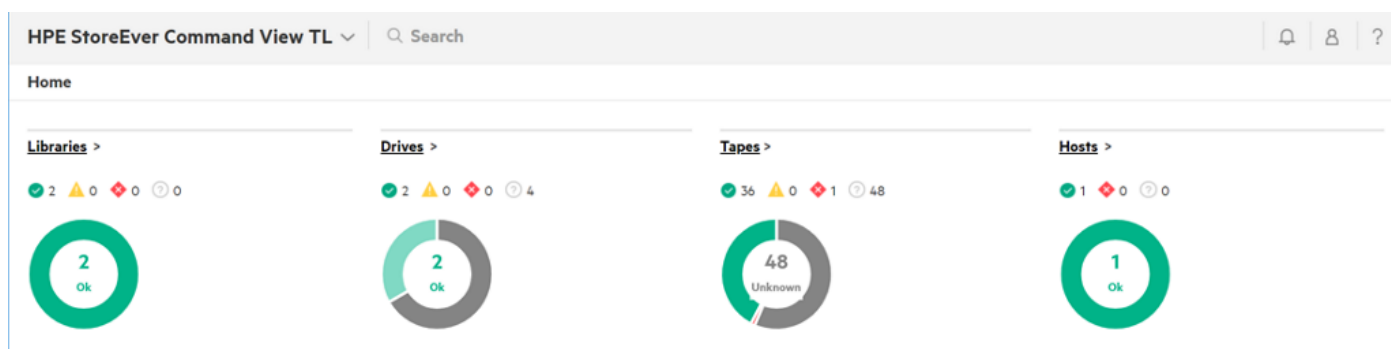 HPE StoreEver Command View TL Search ?
Home
Libraries > Drives > Tapes > Hosts >
2 0 0 ? 0 2 0 0 ? 4 36 0 1 ? 48 1 0 ? 0
2 2 48 1
Ok Ok Unknown Ok